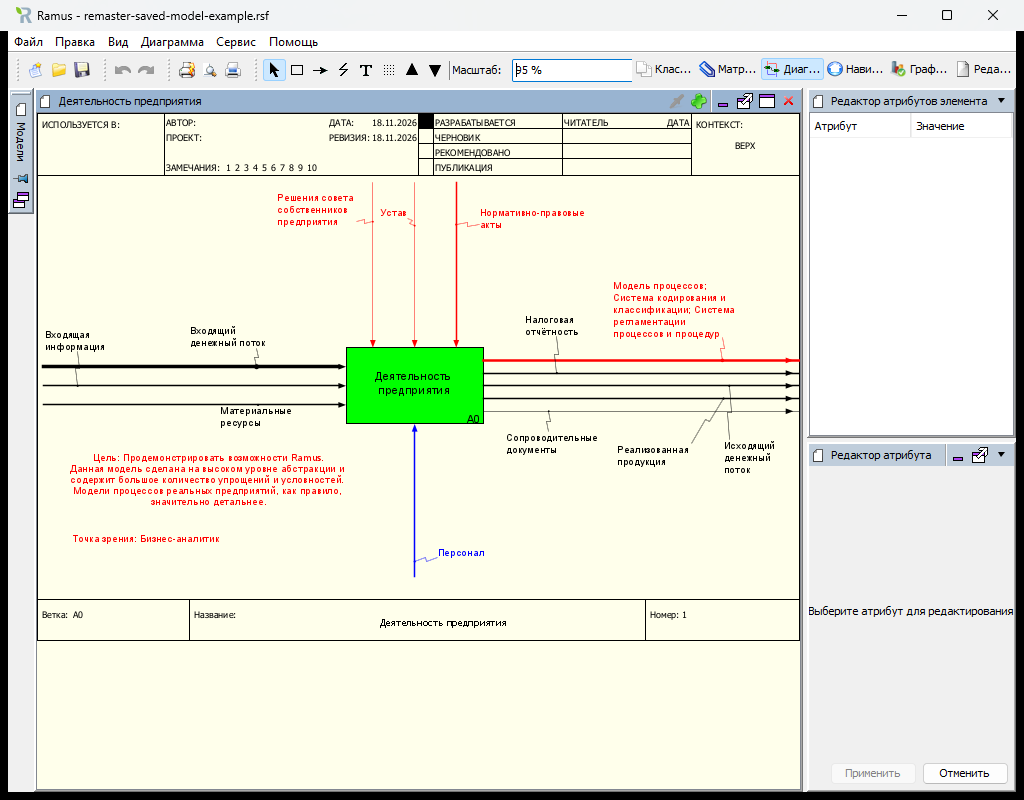 Ramus - remaster-saved-model-example.rsf
Файл Правка Вид Диаграмма Сервис Помощь
Масштаб: 95 % Клас... Матр... Диаг... Нави... Граф... Реда...
Модели
Деятельность предприятия
ИСПОЛЬЗУЕТСЯ В:
АВТОР: ДАТА: 18.11.2026
ПРОЕКТ: РЕВИЗИЯ: 18.11.2026
ЗАМЕЧАНИЯ: 1 2 3 4 5 6 7 8 9 10
РАЗРАБАТЫВАЕТСЯ
ЧЕРНОВИК
РЕКОМЕНДОВАНО
ПУБЛИКАЦИЯ
ЧИТАТЕЛЬ ДАТА
КОНТЕКСТ:
ВЕРХ
Решения совета
собственников
предприятия
Устав
Нормативно-правовые
акты
Модель процессов;
Система кодирования и
классификации; Система
регламентации
процессов и процедур
Налоговая
отчётность
Входящая
информация
Входящий
денежный поток
Деятельность
предприятия
A0
Материальные
ресурсы
Сопроводительные
документы
Реализованная
продукция
Исходящий
денежный
поток
Цель: Продемонстрировать возможности Ramus.
Данная модель сделана на высоком уровне абстракции и
содержит большое количество упрощений и условностей.
Модели процессов реальных предприятий, как правило,
значительно детальнее.
Точка зрения: Бизнес-аналитик
Персонал
Ветка: A0
Название:
Деятельность предприятия
Номер: 1
Редактор атрибутов элемента
Атрибут Значение
Редактор атрибута
Выберите атрибут для редактирования
Применить Отменить